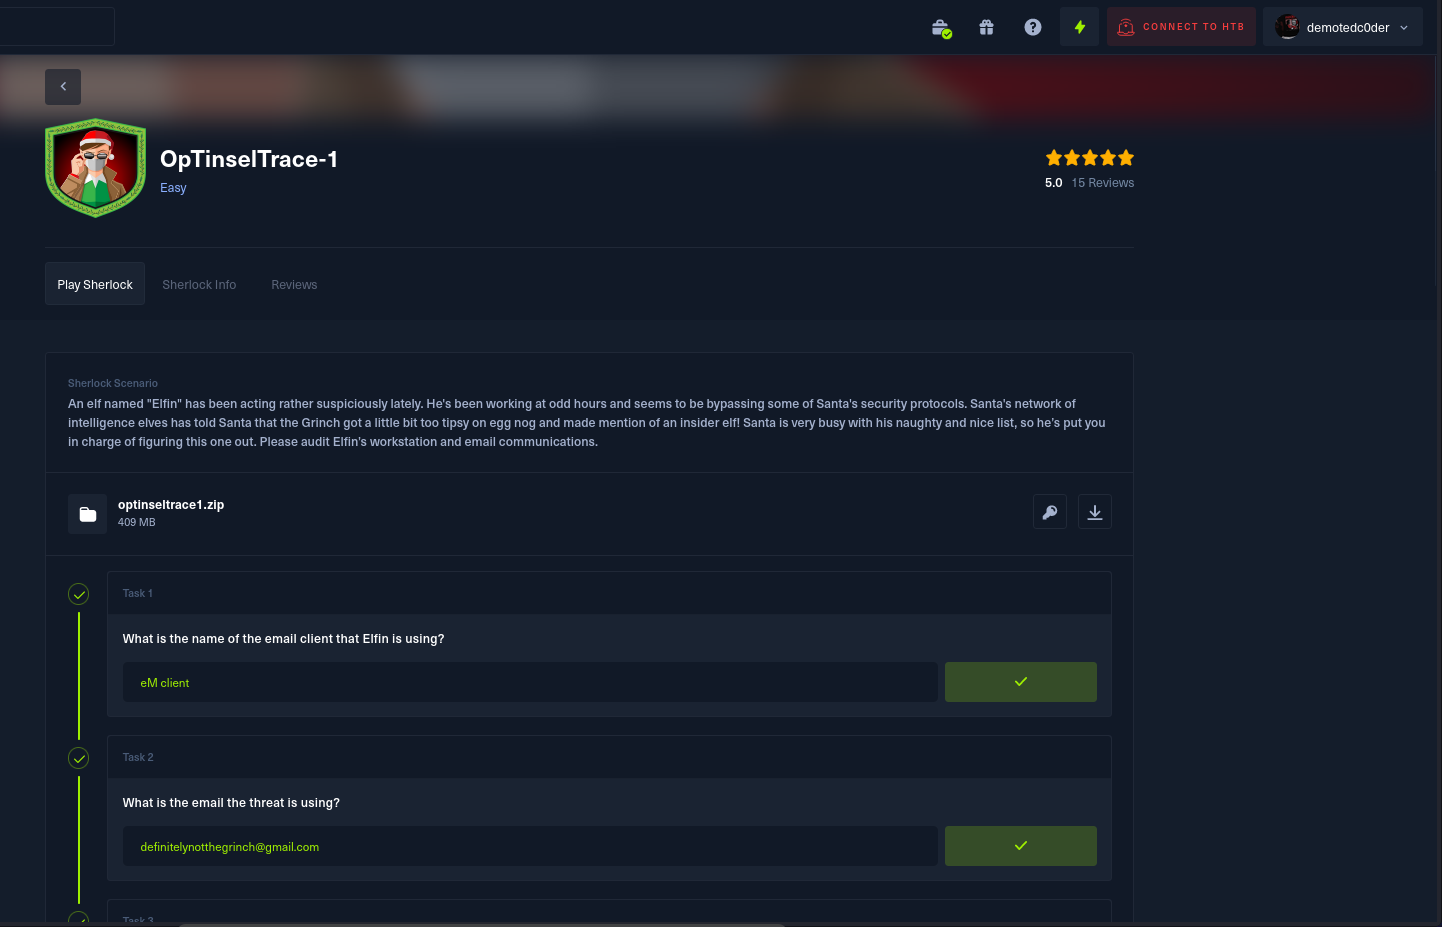 CONNECT TO HTB
demotedc0der
OpTinselTrace-1
Easy
5.0 15 Reviews
Play Sherlock
Sherlock Info
Reviews
Sherlock Scenario
An elf named "Elfin" has been acting rather suspiciously lately. He's been working at odd hours and seems to be bypassing some of Santa's security protocols. Santa's network of
intelligence elves has told Santa that the Grinch got a little bit too tipsy on egg nog and made mention of an insider elf! Santa is very busy with his naughty and nice list, so he's put you
in charge of figuring this one out. Please audit Elfin's workstation and email communications.
optinseltrace1.zip
409 MB
Task 1
What is the name of the email client that Elfin is using?
eM client
Task 2
What is the email the threat is using?
definitelynotthegrinch@gmail.com
Task 3